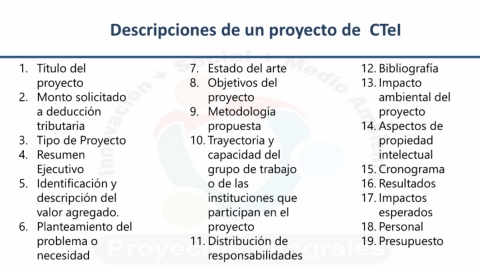 Descripciones de un proyecto de CTeI
1. Título del
proyecto
2. Monto solicitado
a deducción
tributaria
3. Tipo de Proyecto
4. Resumen
Ejecutivo
5. Identificación y
descripción del
valor agregado.
6. Planteamiento del
problema o
necesidad
7. Estado del arte
8. Objetivos del
proyecto
9. Metodología
propuesta
10. Trayectoria y
capacidad del
grupo de trabajo
o de las
instituciones que
participan en el
proyecto
11. Distribución de
responsabilidades
12. Bibliografía
13. Impacto
ambiental del
proyecto
14. Aspectos de
propiedad
intelectual
15. Cronograma
16. Resultados
17. Impactos
esperados
18. Personal
19. Presupuesto